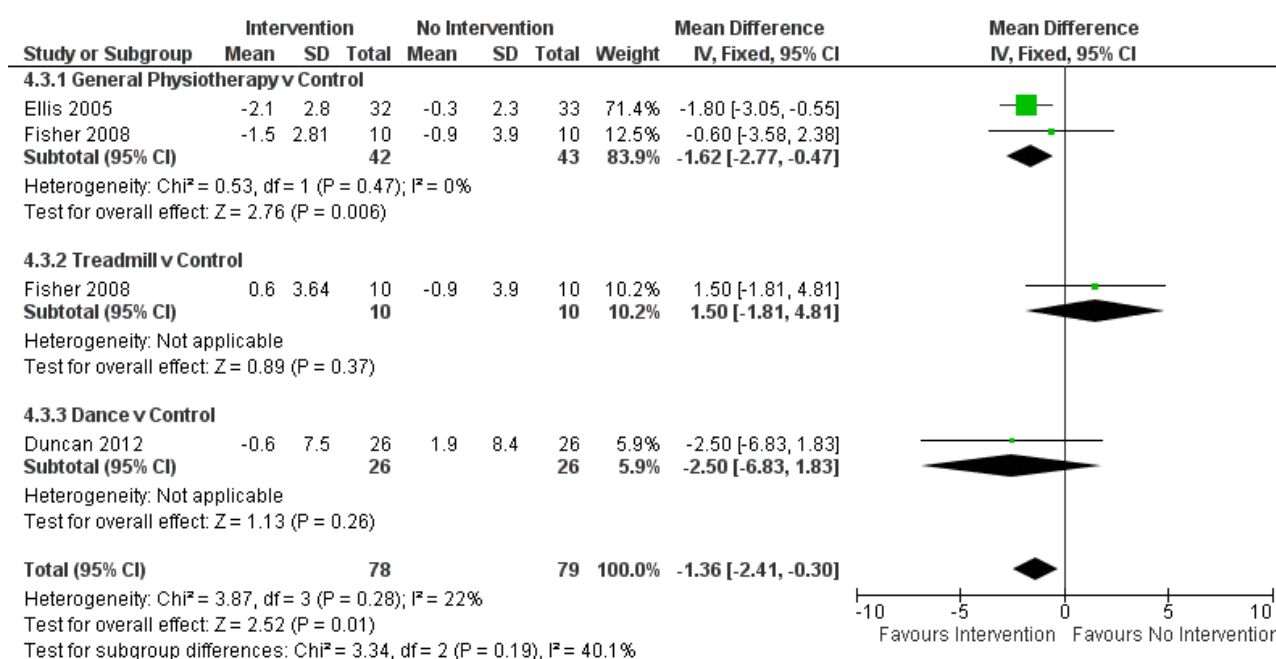 Intervention No Intervention Mean Difference Mean Difference
Study or Subgroup Mean SD Total Mean SD Total Weight IV, Fixed, 95% CI IV, Fixed, 95% CI
4.3.1 General Physiotherapy v Control
Ellis 2005 -2.1 2.8 32 -0.3 2.3 33 71.4% -1.80 [-3.05, -0.55]
Fisher 2008 -1.5 2.81 10 -0.9 3.9 10 12.5% -0.60 [-3.58, 2.38]
Subtotal (95% CI) 42 43 83.9% -1.62 [-2.77, -0.47]
Heterogeneity: Chi² = 0.53, df = 1 (P = 0.47); I² = 0%
Test for overall effect: Z = 2.76 (P = 0.006)
4.3.2 Treadmill v Control
Fisher 2008 0.6 3.64 10 -0.9 3.9 10 10.2% 1.50 [-1.81, 4.81]
Subtotal (95% CI) 10 10 10.2% 1.50 [-1.81, 4.81]
Heterogeneity: Not applicable
Test for overall effect: Z = 0.89 (P = 0.37)
4.3.3 Dance v Control
Duncan 2012 -0.6 7.5 26 1.9 8.4 26 5.9% -2.50 [-6.83, 1.83]
Subtotal (95% CI) 26 26 5.9% -2.50 [-6.83, 1.83]
Heterogeneity: Not applicable
Test for overall effect: Z = 1.13 (P = 0.26)
Total (95% CI) 78 79 100.0% -1.36 [-2.41, -0.30]
Heterogeneity: Chi² = 3.87, df = 3 (P = 0.28); I² = 22%
Test for overall effect: Z = 2.52 (P = 0.01)
Test for subgroup differences: Chi² = 3.34, df = 2 (P = 0.19), I² = 40.1%
-10 -5 0 5 10
Favours Intervention Favours No Intervention